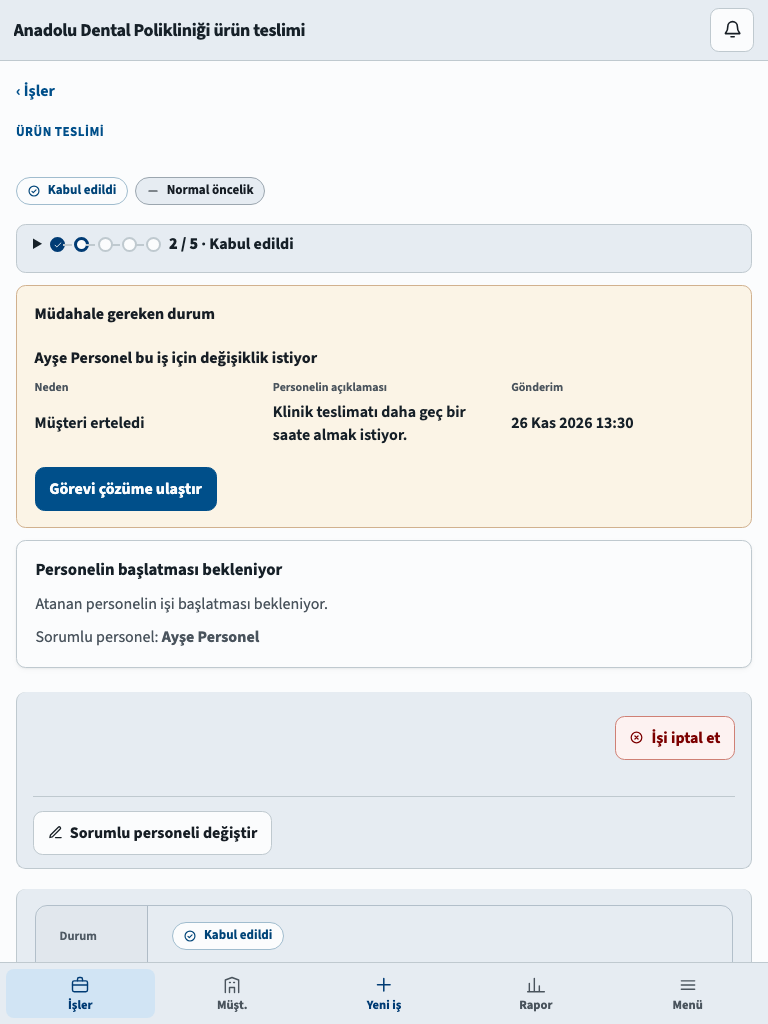 Anadolu Dental Polikliniği ürün teslimi
‹ İşler
ÜRÜN TESLİMİ
Kabul edildi
Normal öncelik
2 / 5 · Kabul edildi
Müdahale gereken durum
Ayşe Personel bu iş için değişiklik istiyor
Neden
Müşteri erteledi
Personelin açıklaması
Klinik teslimatı daha geç bir
saate almak istiyor.
Gönderim
26 Kas 2026 13:30
Görevi çözüme ulaştır
Personelin başlatması bekleniyor
Atanan personelin işi başlatması bekleniyor.
Sorumlu personel: Ayşe Personel
İşi iptal et
Sorumlu personeli değiştir
Durum
Kabul edildi
İşler
Müşt.
Yeni iş
Rapor
Menü